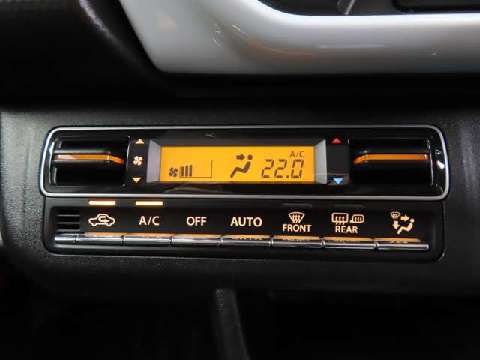 A/C
22.0
A/C OFF AUTO FRONT REAR